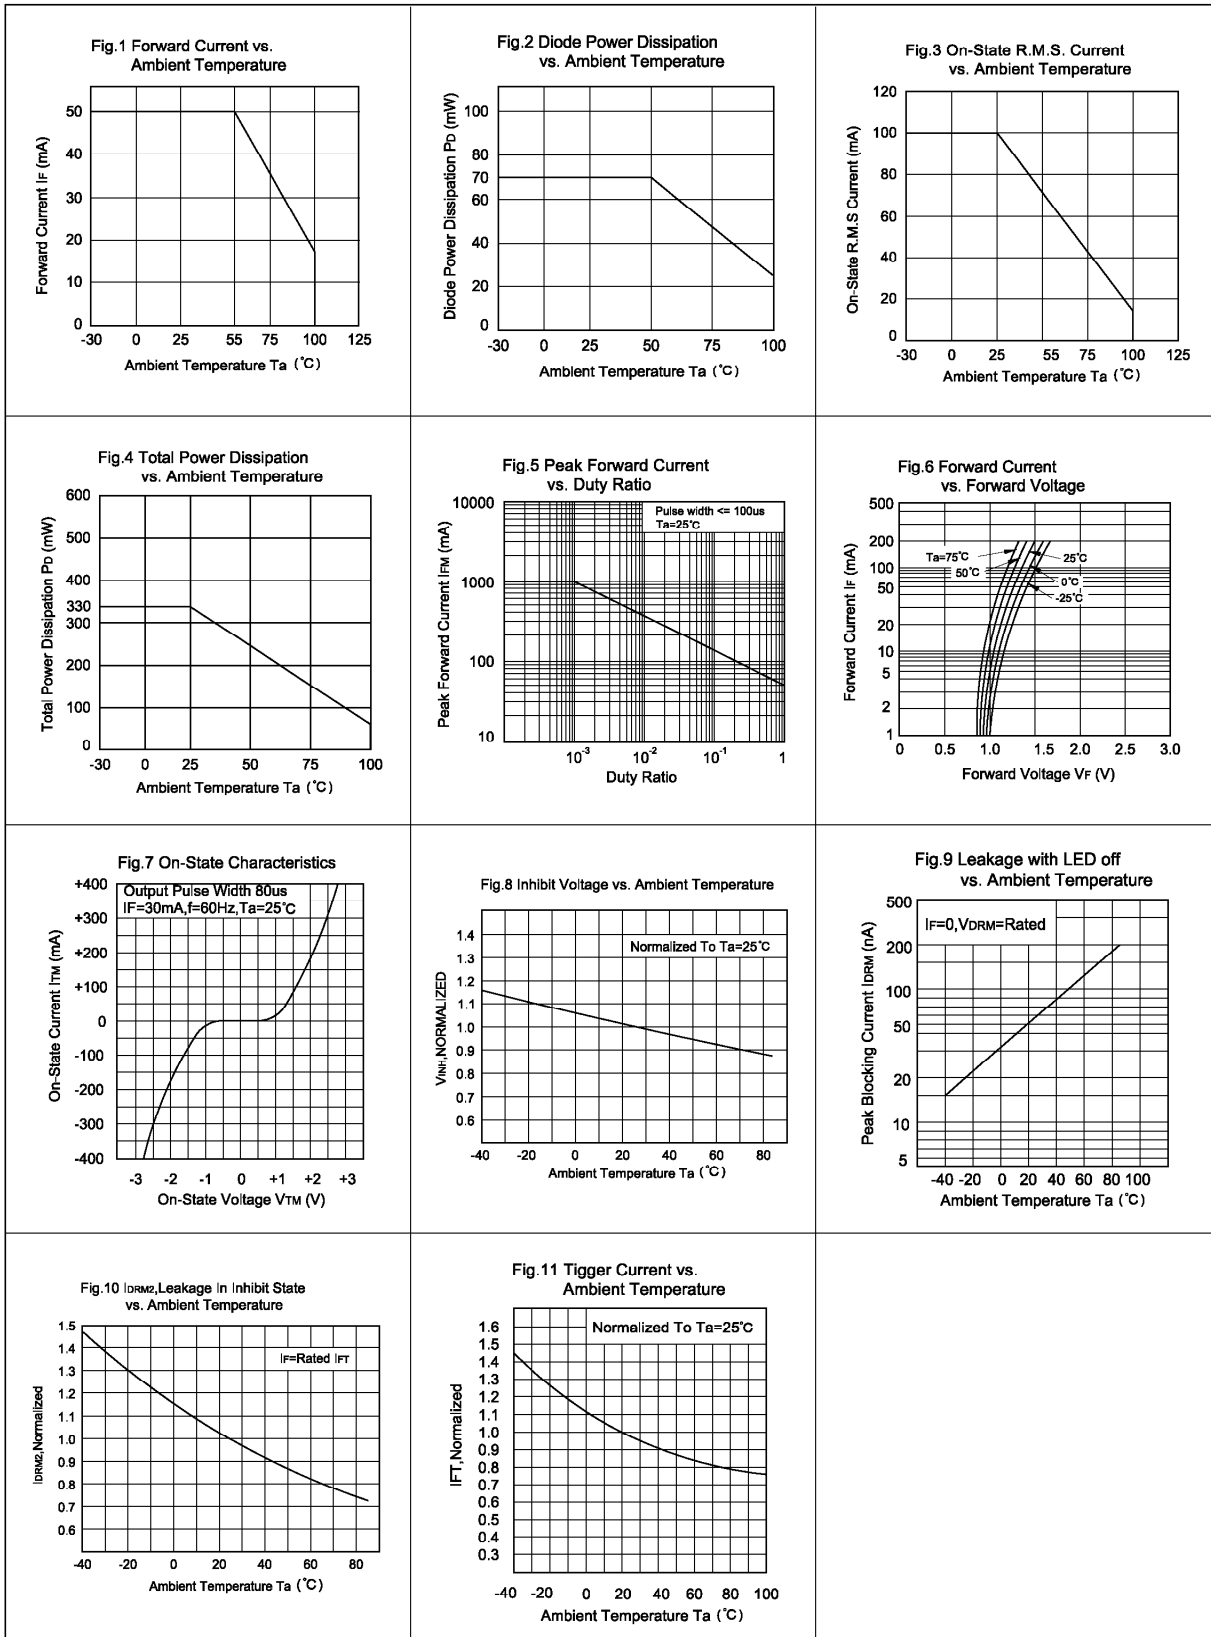 Fig.1 Forward Current vs.
Ambient Temperature
Forward Current IF (mA)
50
40
30
20
10
0
-30 0 25 55 75 100 125
Ambient Temperature Ta (°C)
Fig.2 Diode Power Dissipation
vs. Ambient Temperature
Diode Power Dissipation PD (mW)
100
80
70
60
40
20
0
-30 0 25 50 75 100
Ambient Temperature Ta (°C)
Fig.3 On-State R.M.S. Current
vs. Ambient Temperature
On-State R.M.S Current (mA)
120
100
80
60
40
20
0
-30 0 25 55 75 100 125
Ambient Temperature Ta (°C)
Fig.4 Total Power Dissipation
vs. Ambient Temperature
Total Power Dissipation PD (mW)
600
500
400
330
300
200
100
0
-30 0 25 50 75 100
Ambient Temperature Ta (°C)
Fig.5 Peak Forward Current
vs. Duty Ratio
Peak Forward Current IFM (mA)
Pulse width <= 100us
Ta=25°C
10000
1000
100
10
10-3 10-2 10-1 1
Duty Ratio
Fig.6 Forward Current
vs. Forward Voltage
Forward Current IF (mA)
500
200
100
50
20
10
5
2
1
Ta=75°C
50°C
25°C
0°C
-25°C
0 0.5 1.0 1.5 2.0 2.5 3.0
Forward Voltage VF (V)
Fig.7 On-State Characteristics
On-State Current ITM (mA)
Output Pulse Width 80us
IF=30mA,f=60Hz,Ta=25°C
+400
+300
+200
+100
0
-100
-200
-300
-400
-3 -2 -1 0 +1 +2 +3
On-State Voltage VTM (V)
Fig.8 Inhibit Voltage vs. Ambient Temperature
VINH,NORMALIZED
Normalized To Ta=25°C
1.4
1.3
1.2
1.1
1.0
0.9
0.8
0.7
0.6
-40 -20 0 20 40 60 80
Ambient Temperature Ta (°C)
Fig.9 Leakage with LED off
vs. Ambient Temperature
Peak Blocking Current IDRM (nA)
IF=0,VDRM=Rated
500
200
100
50
20
10
5
-40 -20 0 20 40 60 80 100
Ambient Temperature Ta (°C)
Fig.10 IDRM2,Leakage In Inhibit State
vs. Ambient Temperature
IDRM2,Normalized
IF=Rated IFT
1.5
1.4
1.3
1.2
1.1
1.0
0.9
0.8
0.7
0.6
-40 -20 0 20 40 60 80
Ambient Temperature Ta (°C)
Fig.11 Tigger Current vs.
Ambient Temperature
IFT,Normalized
Normalized To Ta=25°C
1.6
1.5
1.4
1.3
1.2
1.1
1.0
0.9
0.8
0.7
0.6
0.5
0.4
0.3
-40 -20 0 20 40 60 80 100
Ambient Temperature Ta (°C)